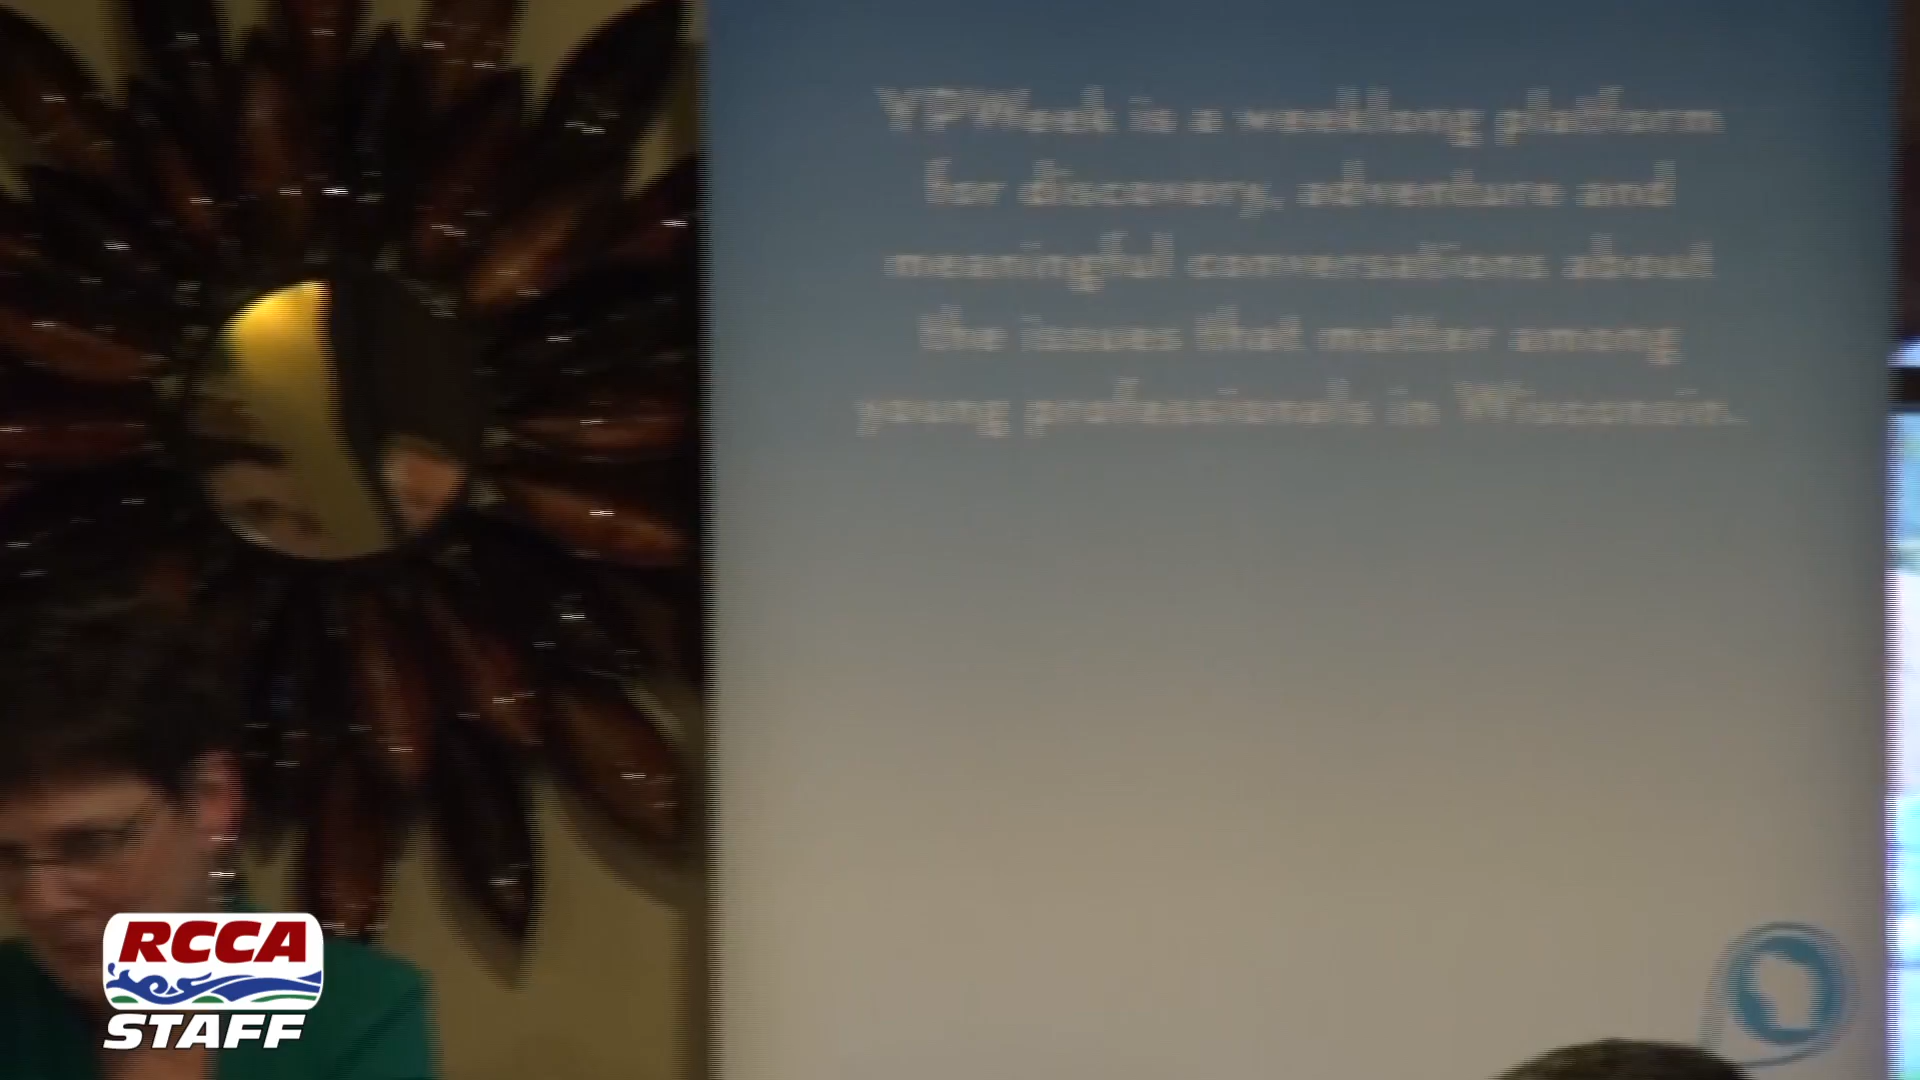 YPWeek is a weeklong platform
for discovery, adventure and
meaningful conversations about
the issues that matter among
young professionals in Wisconsin.
RCCA
STAFF